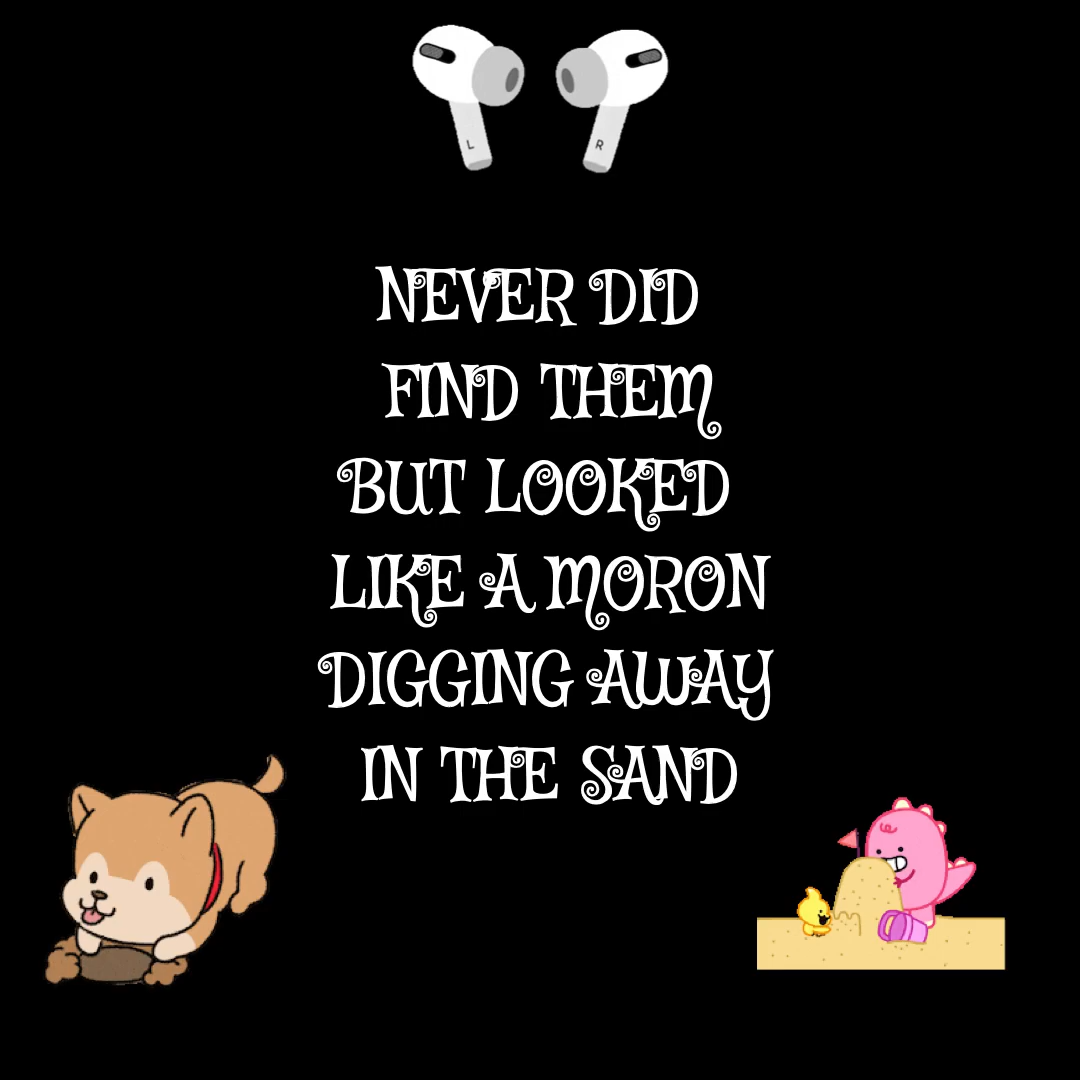 L R
NEVER DID
FIND THEM
BUT LOOKED
LIKE A MORON
DIGGING AWAY
IN THE SAND